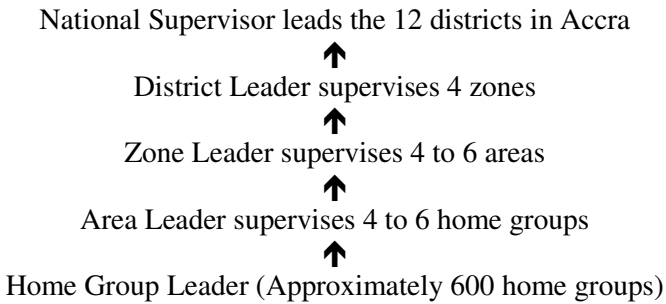 National Supervisor leads the 12 districts in Accra
District Leader supervises 4 zones
Zone Leader supervises 4 to 6 areas
Area Leader supervises 4 to 6 home groups
Home Group Leader (Approximately 600 home groups)